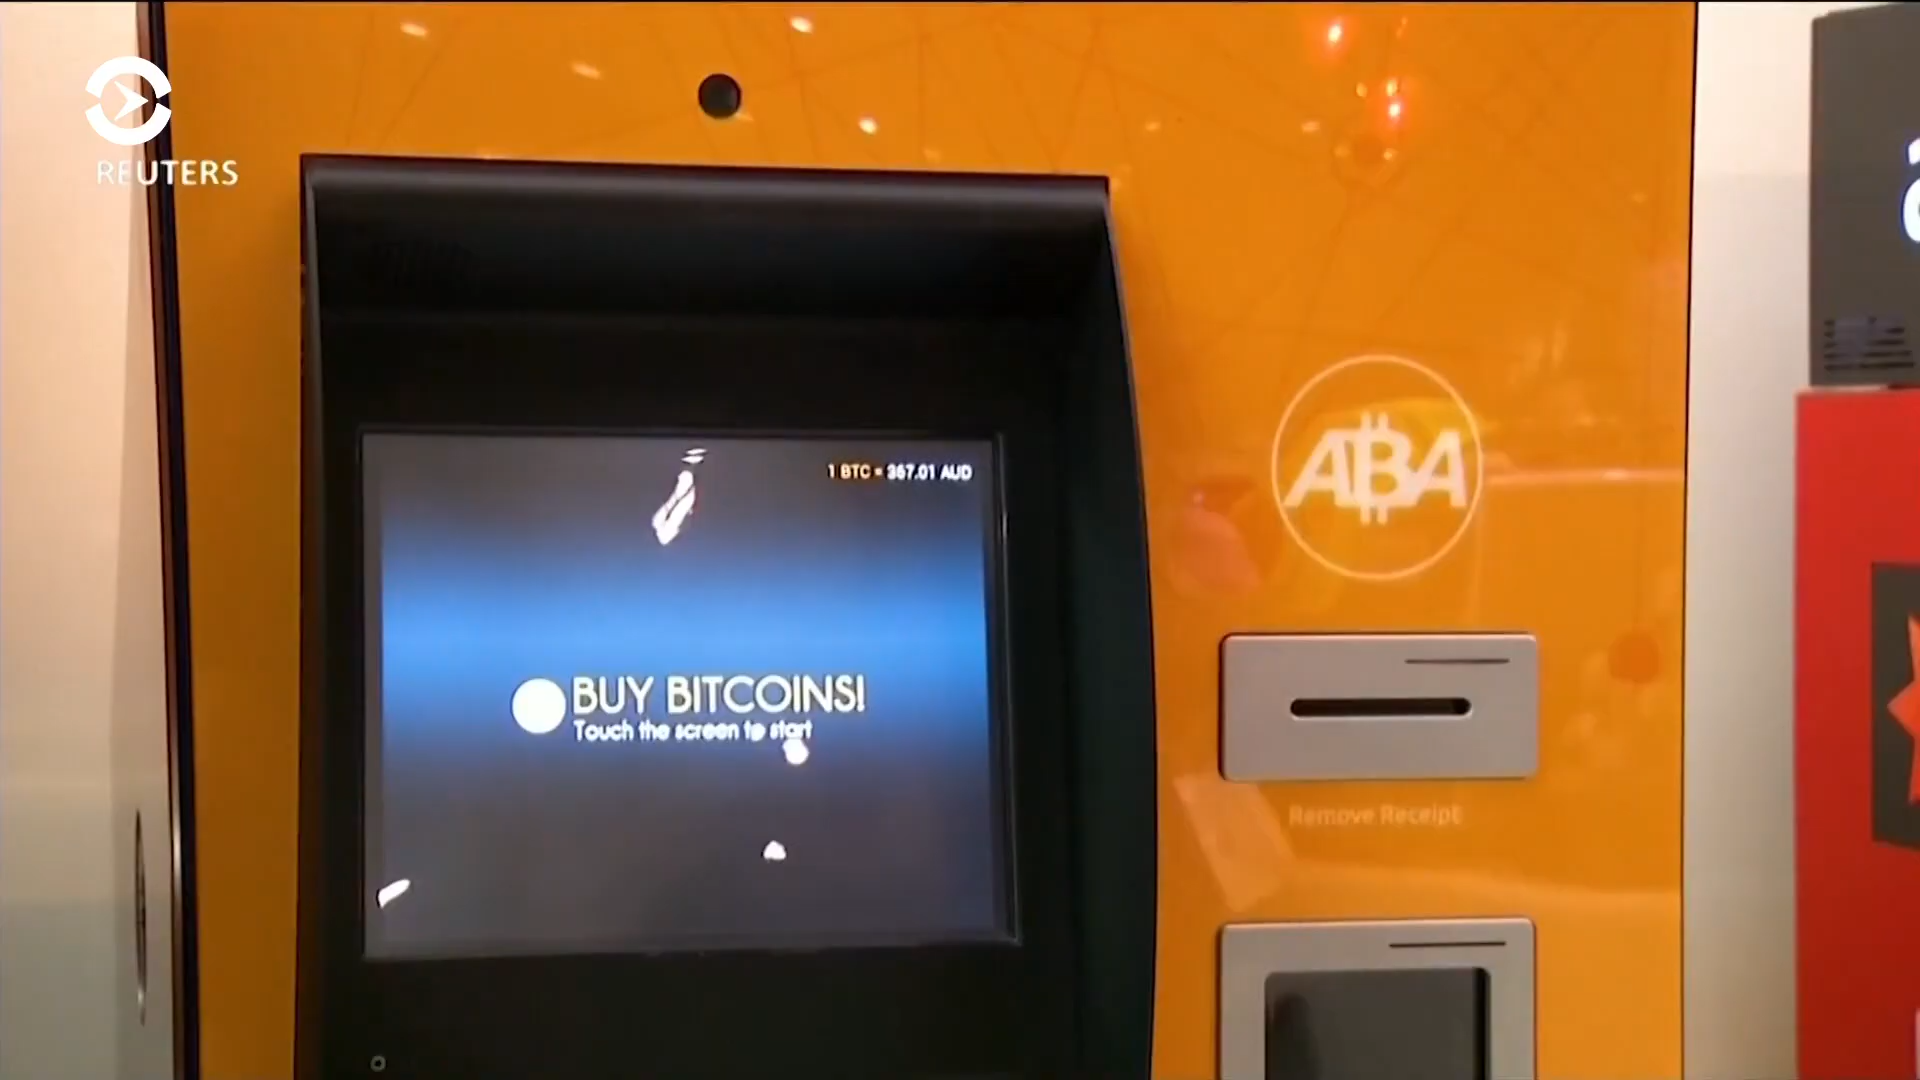 REUTERS
1 BTC = 367.01 AUD
ABA
BUY BITCOINS!
Touch the screen to start
Remove Receipt